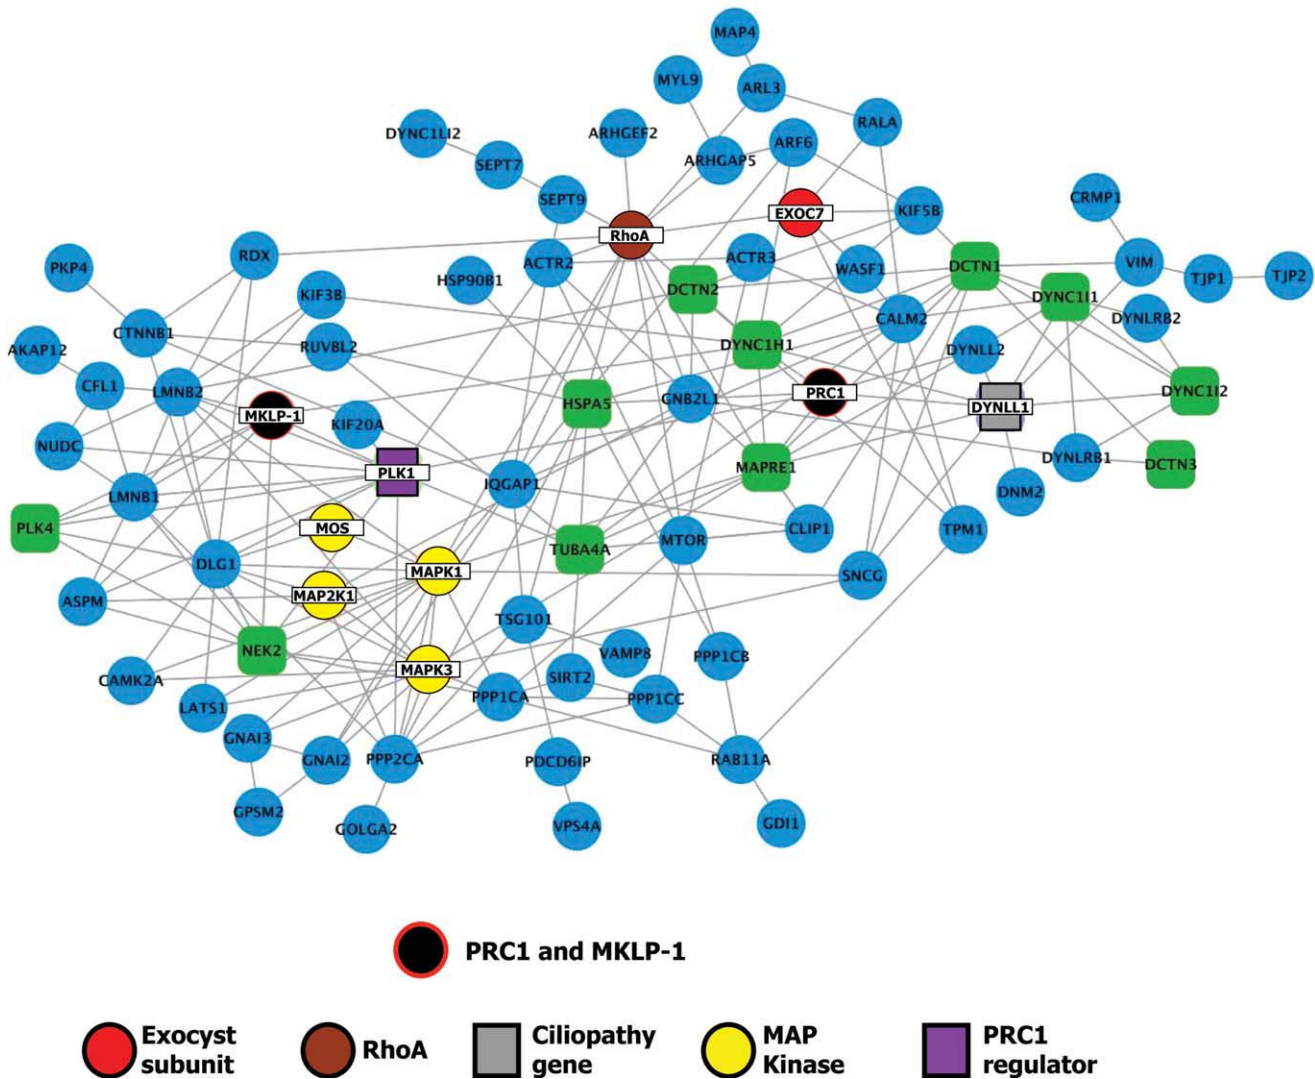 MAP4
MYL9
ARL3
DYNC1LI2
ARHGEF2
RALA
ARF6
SEPT7
ARHGAP5
SEPT9
EXOC7
KIF5B
CRMP1
RhoA
RDX
PKP4
ACTR2
HSP90B1
ACTR3
WASF1
DCTN1
VIM
TJP1
TJP2
KIF3B
DCTN2
DYNC1I1
CTNNB1
CALM2
DYNLRB2
AKAP12
RUVBL2
DYNC1H1
DYNLL2
CFL1
LMNB2
PRC1
DYNC1I2
HSPA5
GNB2L1
DYNLL1
MKLP-1
KIF20A
NUDC
PLK1
MAPRE1
DYNLRB1
DCTN3
IQGAP1
LMNB1
DNM2
PLK4
MOS
CLIP1
TPM1
MTOR
TUBA4A
DLG1
MAPK1
SNCG
MAP2K1
ASPM
TSG101
NEK2
VAMP8
PPP1CB
MAPK3
SIRT2
CAMK2A
PPP1CA
PPP1CC
LATS1
GNAI3
GNAI2
PPP2CA
PDCD6IP
RAB11A
GPSM2
GOLGA2
VPS4A
GDI1
PRC1 and MKLP-1
Exocyst
subunit
RhoA
Ciliopathy
gene
MAP
Kinase
PRC1
regulator